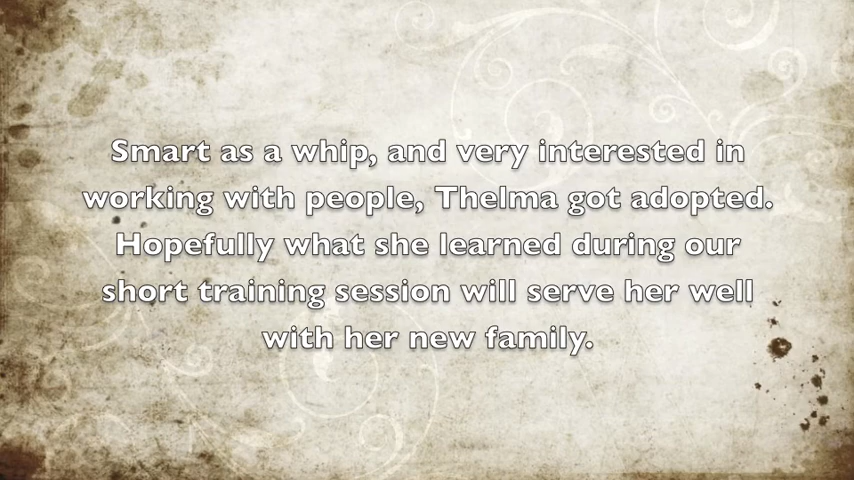 Smart as a whip, and very interested in
working with people, Thelma got adopted.
Hopefully what she learned during our
short training session will serve her well
with her new family.